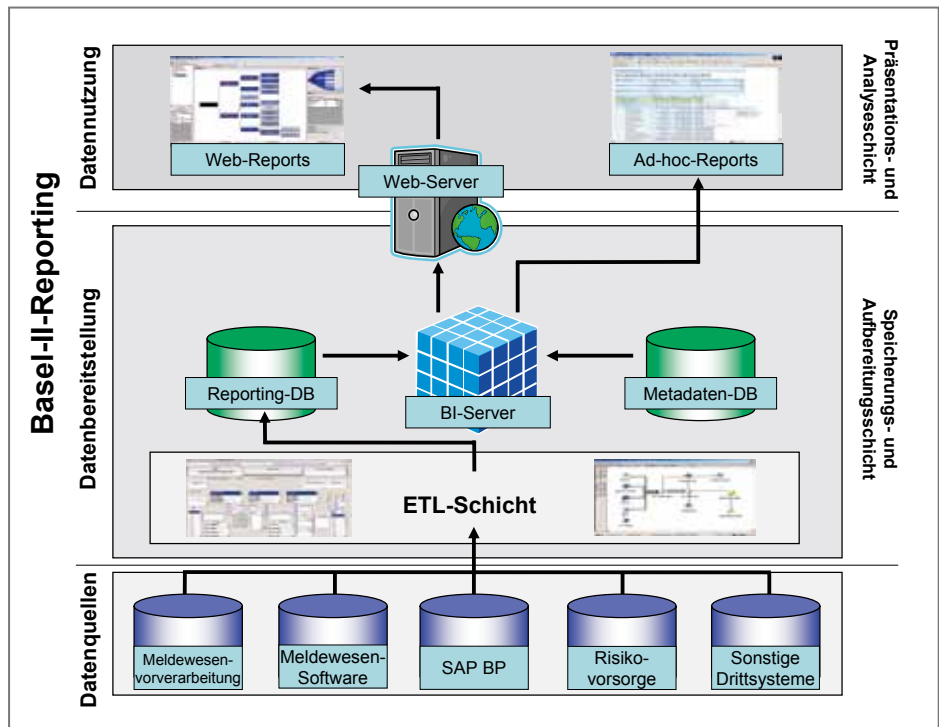 Basel-II-Reporting
Datennutzung
Präsentations- und
Analyseschicht
Web-Reports
Web-Server
Ad-hoc-Reports
Datenbereitstellung
Speicherungs- und
Aufbereitungsschicht
Reporting-DB
BI-Server
Metadaten-DB
ETL-Schicht
Datenquellen
Meldewesen-
vorverarbeitung
Meldewesen-
Software
SAP BP
Risiko-
vorsorge
Sonstige
Drittsysteme